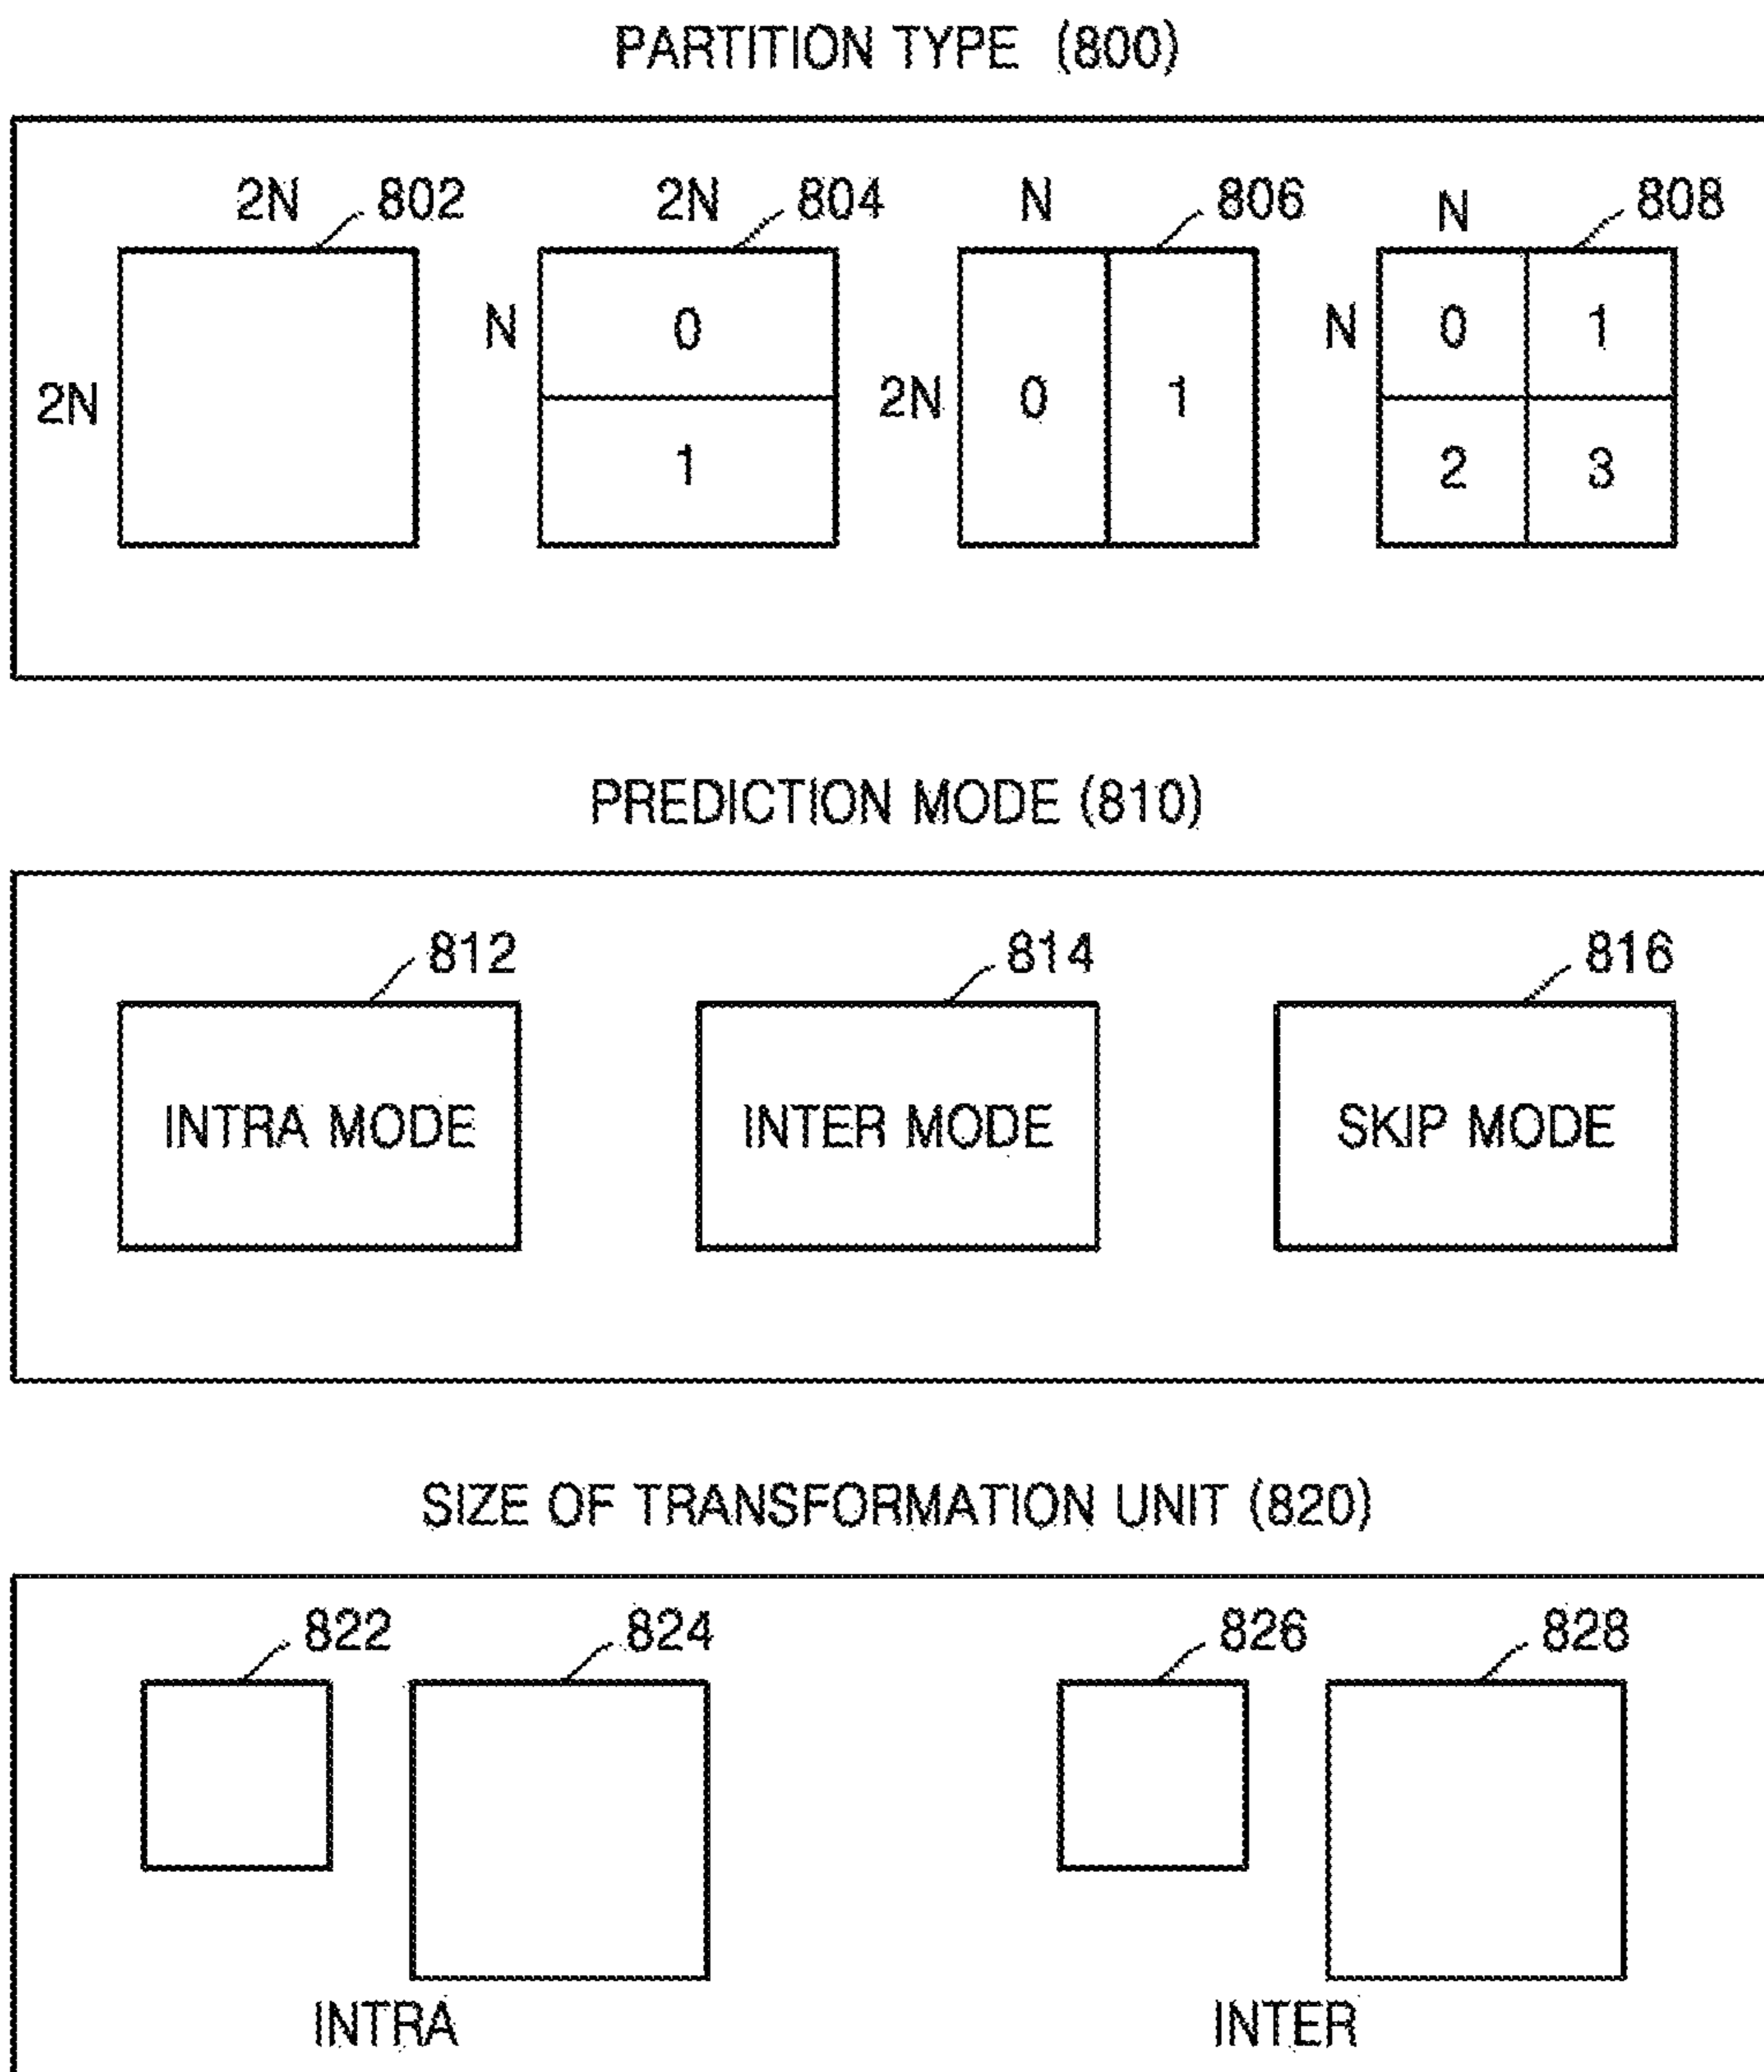 PARTITION TYPE (800)
2N 802 2N 804 N 806 N 808
N 0 N 0 1
2N 2N 0 1
1 2 3
PREDICTION MODE (810)
812 814 816
INTRA MODE INTER MODE SKIP MODE
SIZE OF TRANSFORMATION UNIT (820)
822 824 826 828
INTRA INTER